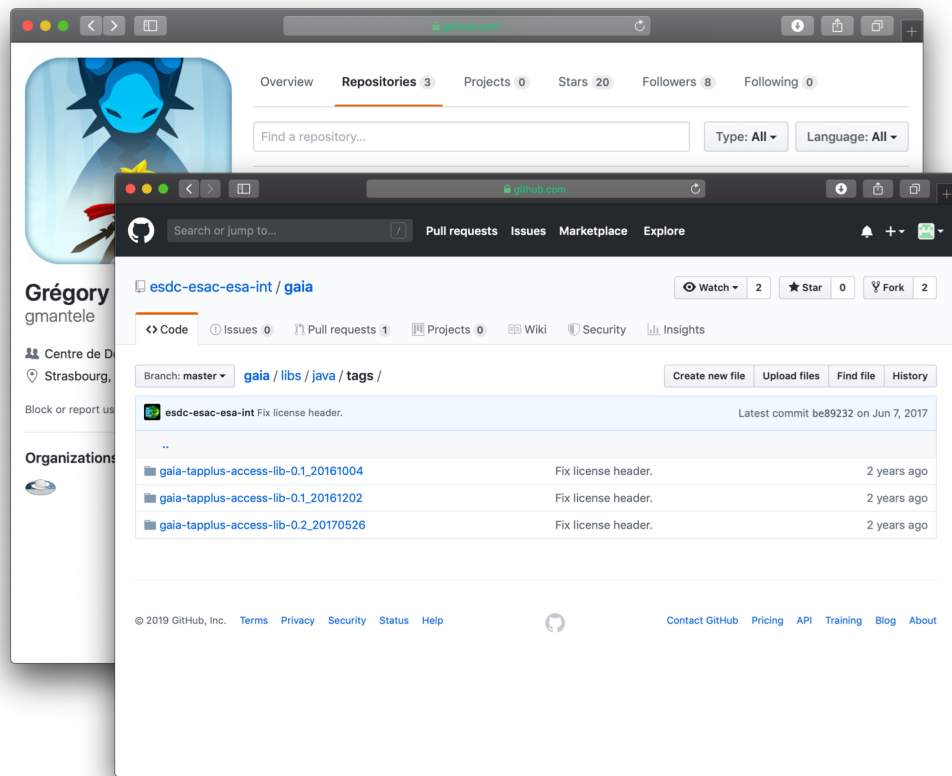 Overview Repositories 3 Projects 0 Stars 20 Followers 8 Following 0
Find a repository...
Type: All
Language: All
Grégory
gmantele
Centre de D
Strasbourg,
Block or report us
Organizations
github.com
Search or jump to... /
Pull requests Issues Marketplace Explore
esdc-esac-esa-int / gaia
Watch 2 Star 0 Fork 2
Code Issues 0 Pull requests 1 Projects 0 Wiki Security Insights
Branch: master gaia / libs / java / tags /
Create new file Upload files Find file History
esdc-esac-esa-int Fix license header. Latest commit be89232 on Jun 7, 2017
..
gaia-tapplus-access-lib-0.1_20161004 Fix license header. 2 years ago
gaia-tapplus-access-lib-0.1_20161202 Fix license header. 2 years ago
gaia-tapplus-access-lib-0.2_20170526 Fix license header. 2 years ago
© 2019 GitHub, Inc. Terms Privacy Security Status Help
Contact GitHub Pricing API Training Blog About